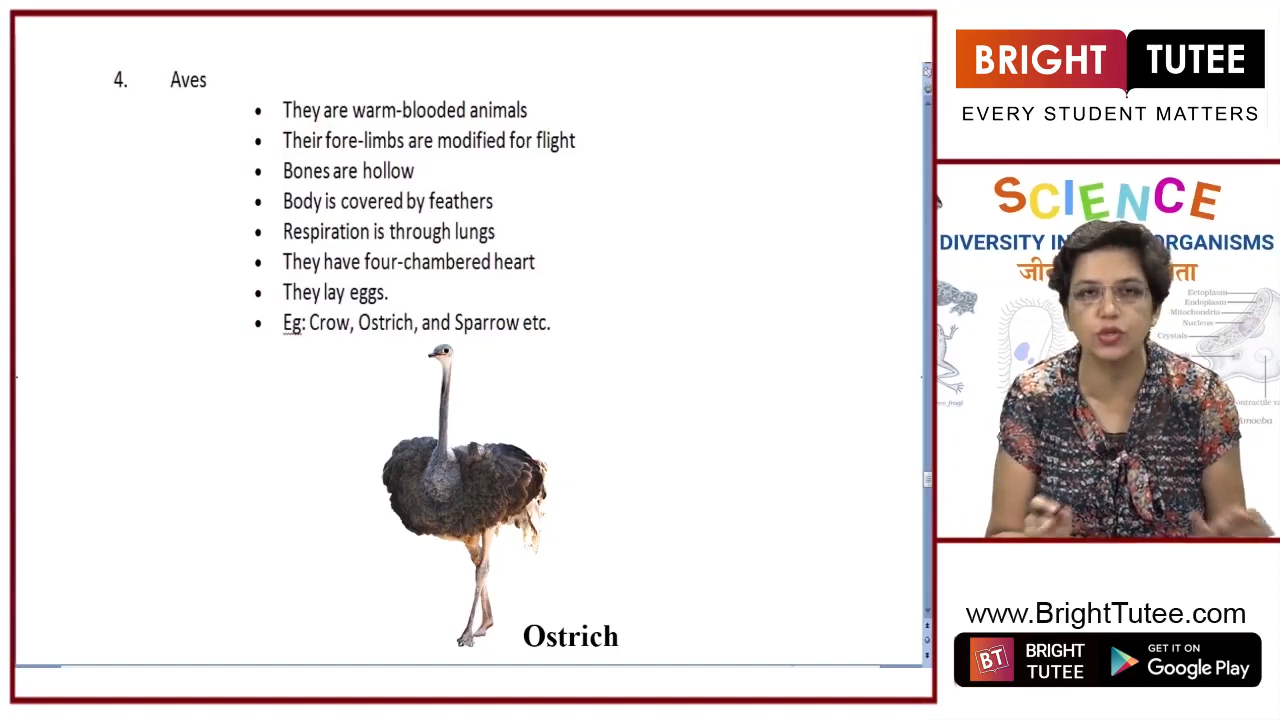 4. Aves
• They are warm-blooded animals
• Their fore-limbs are modified for flight
• Bones are hollow
• Body is covered by feathers
• Respiration is through lungs
• They have four-chambered heart
• They lay eggs.
• Eg: Crow, Ostrich, and Sparrow etc.
Ostrich
BRIGHT TUTEE
EVERY STUDENT MATTERS
SCIENCE
DIVERSITY IN ORGANISMS
Ectoplasm
Endoplasm
Mitochondria
Nucleus
Crystals
Amoeba
www.BrightTutee.com
BT BRIGHT TUTEE
GET IT ON
Google Play